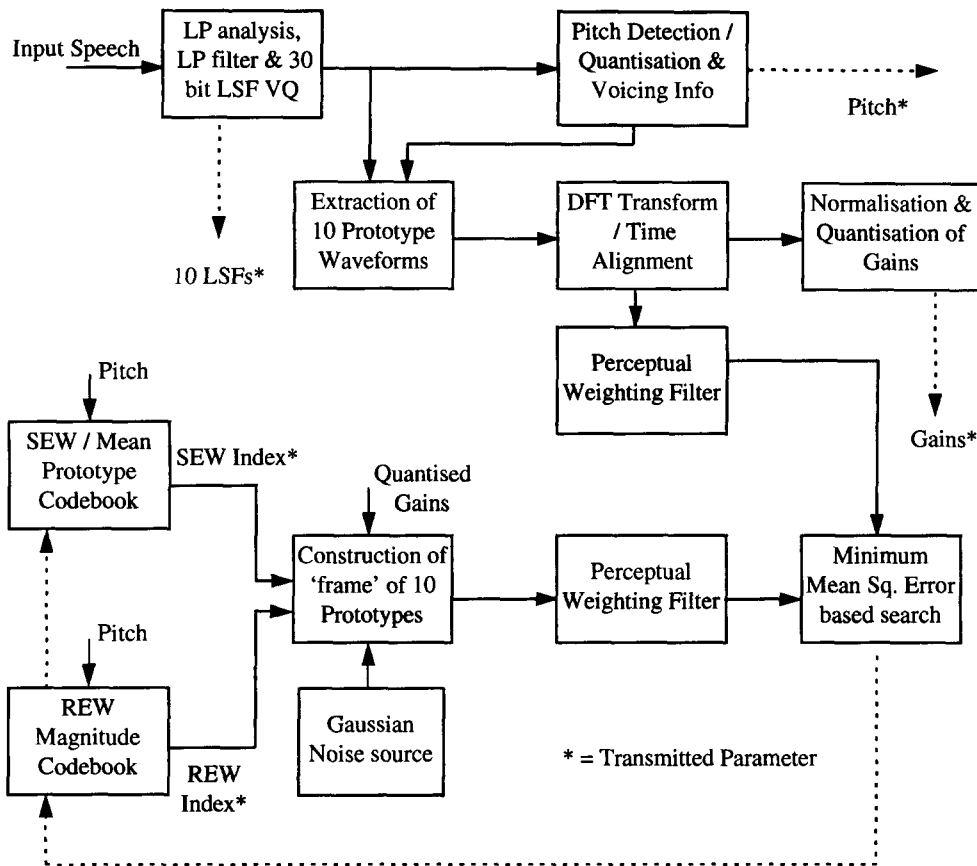 Input Speech
LP analysis,
LP filter & 30
bit LSF VQ
Pitch Detection /
Quantisation &
Voicing Info
Pitch*
10 LSFs*
Extraction of
10 Prototype
Waveforms
DFT Transform
/ Time
Alignment
Normalisation &
Quantisation of
Gains
Perceptual
Weighting Filter
Gains*
Pitch
SEW / Mean
Prototype
Codebook
SEW Index*
Quantised
Gains
Construction of
'frame' of 10
Prototypes
Perceptual
Weighting Filter
Minimum
Mean Sq. Error
based search
Pitch
REW
Magnitude
Codebook
REW
Index*
Gaussian
Noise source
* = Transmitted Parameter